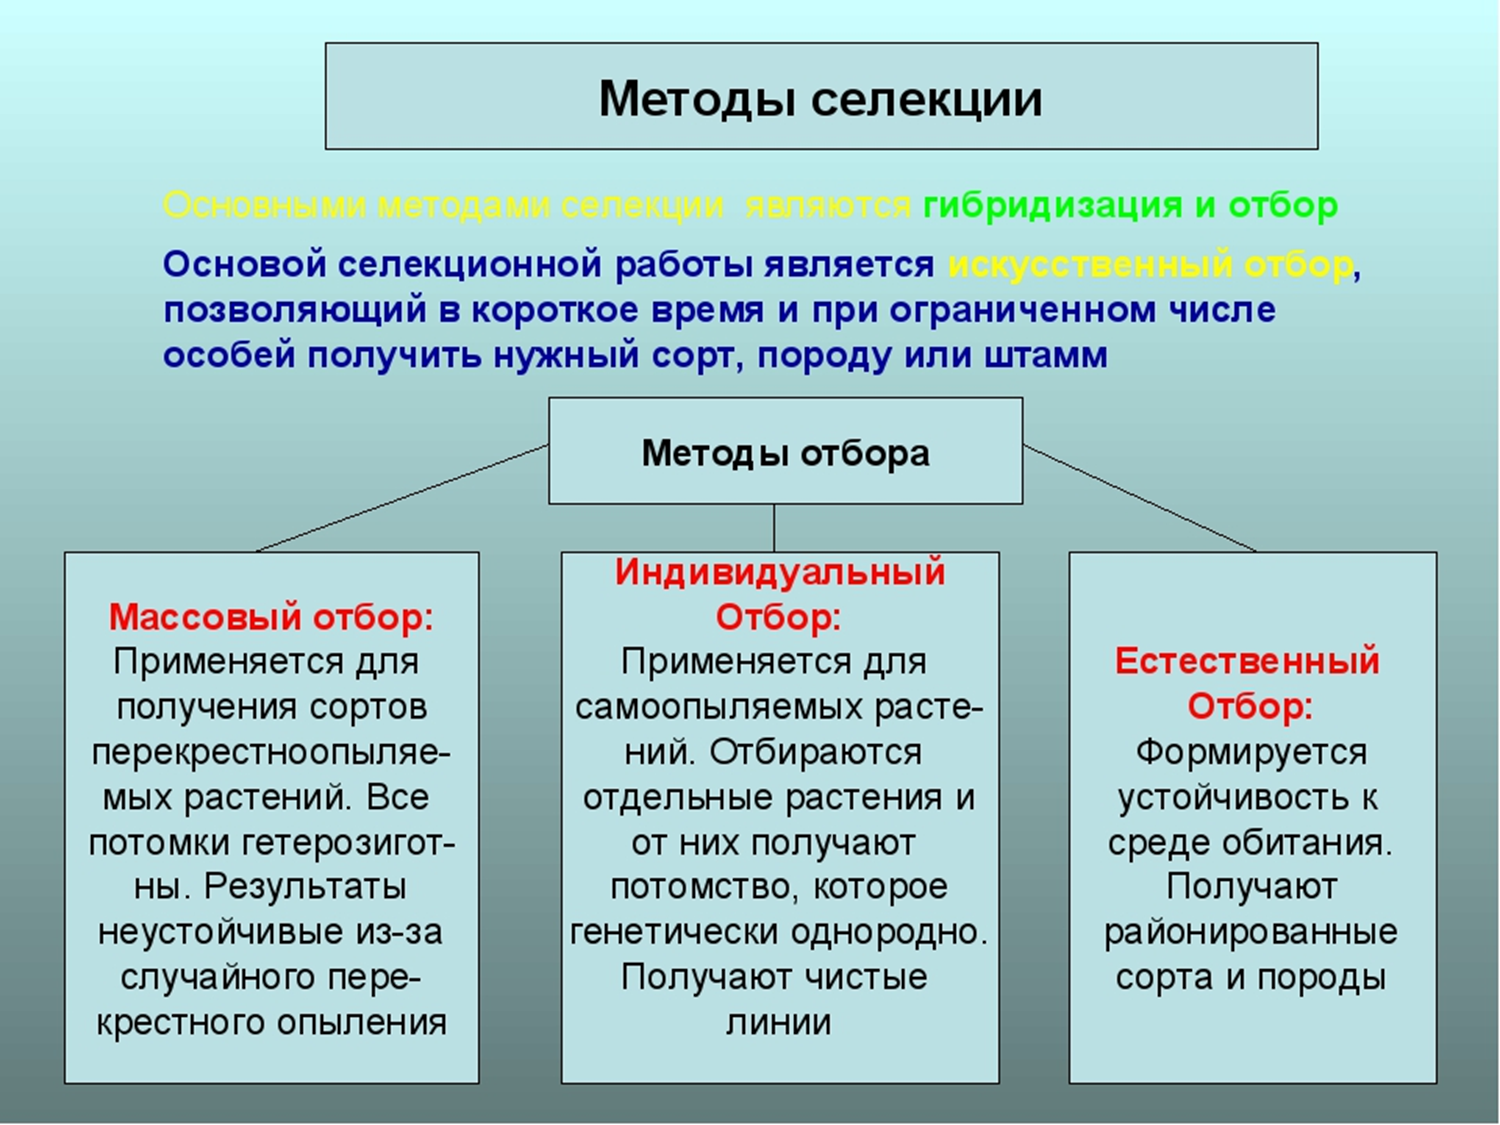 Методы селекции
Основными методами селекции являются гибридизация и отбор
Основой селекционной работы является искусственный отбор,
позволяющий в короткое время и при ограниченном числе
особей получить нужный сорт, породу или штамм
Методы отбора
Массовый отбор:
Применяется для
получения сортов
перекрестноопыляе-
мых растений. Все
потомки гетерозигот-
ны. Результаты
неустойчивые из-за
случайного пере-
крестного опыления
Индивидуальный
Отбор:
Применяется для
самоопыляемых расте-
ний. Отбираются
отдельные растения и
от них получают
потомство, которое
генетически однородно.
Получают чистые
линии
Естественный
Отбор:
Формируется
устойчивость к
среде обитания.
Получают
районированные
сорта и породы